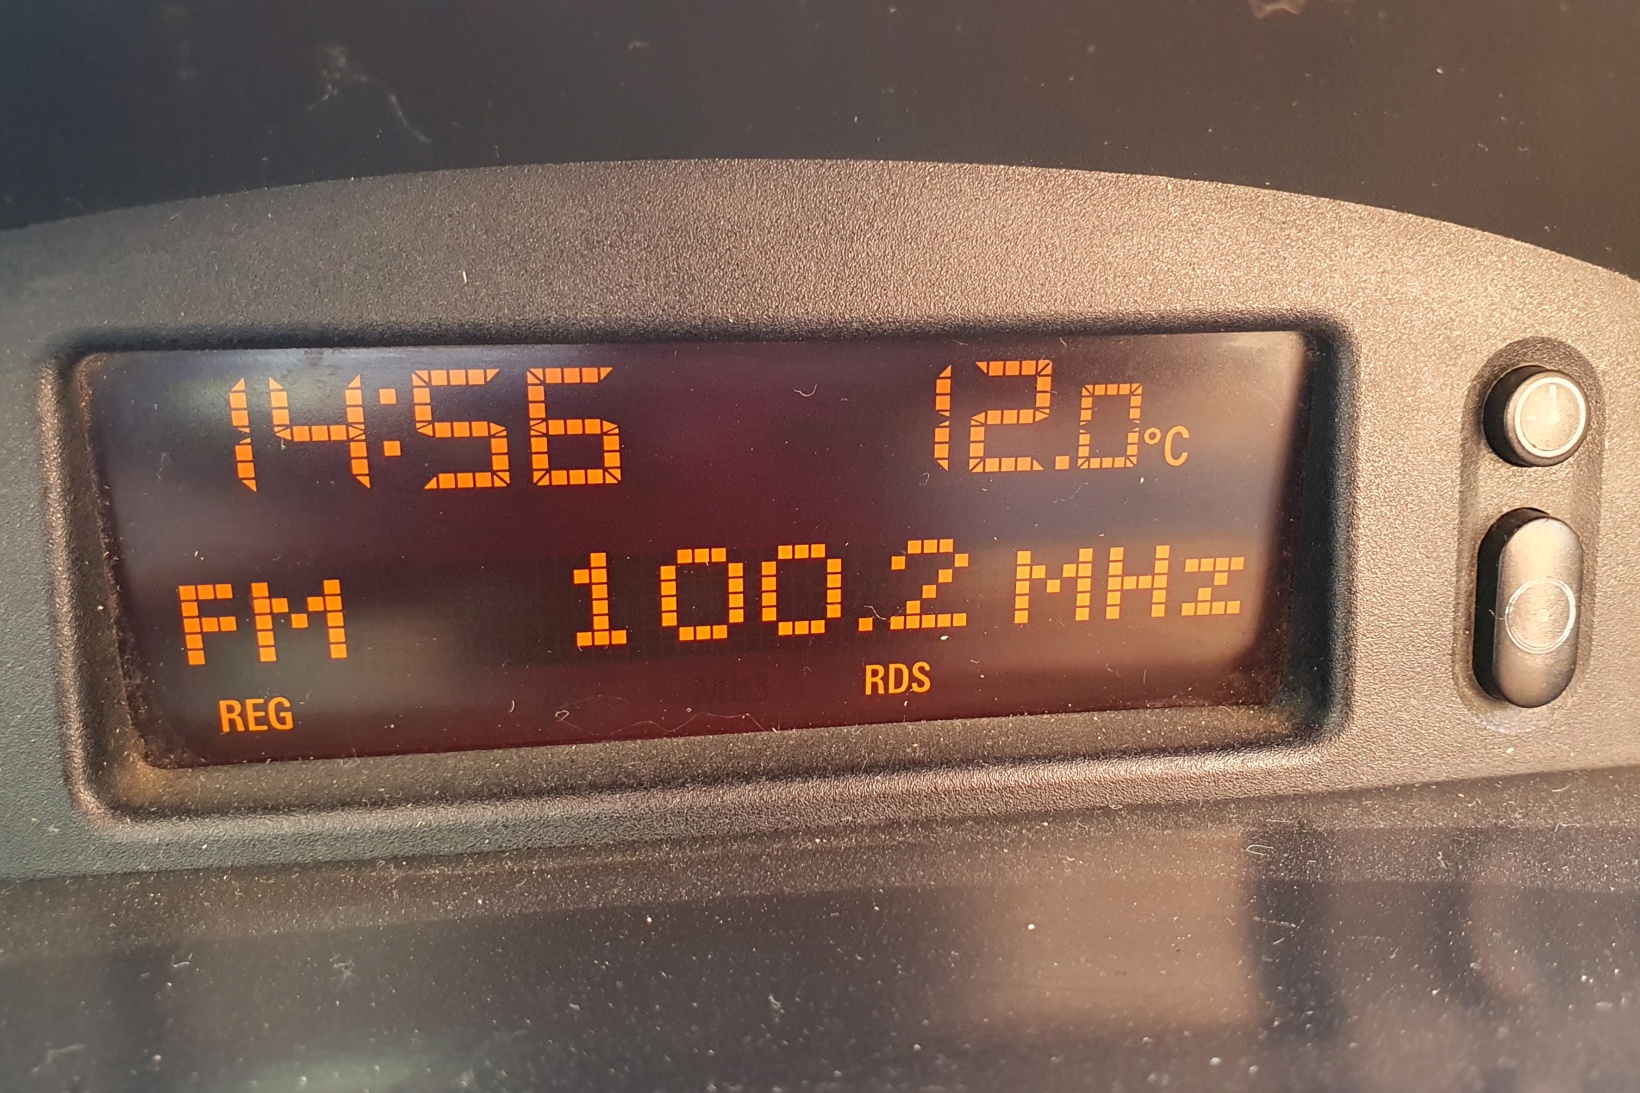 14:56 12.0°C
FM 100.2 MHz
REG RDS